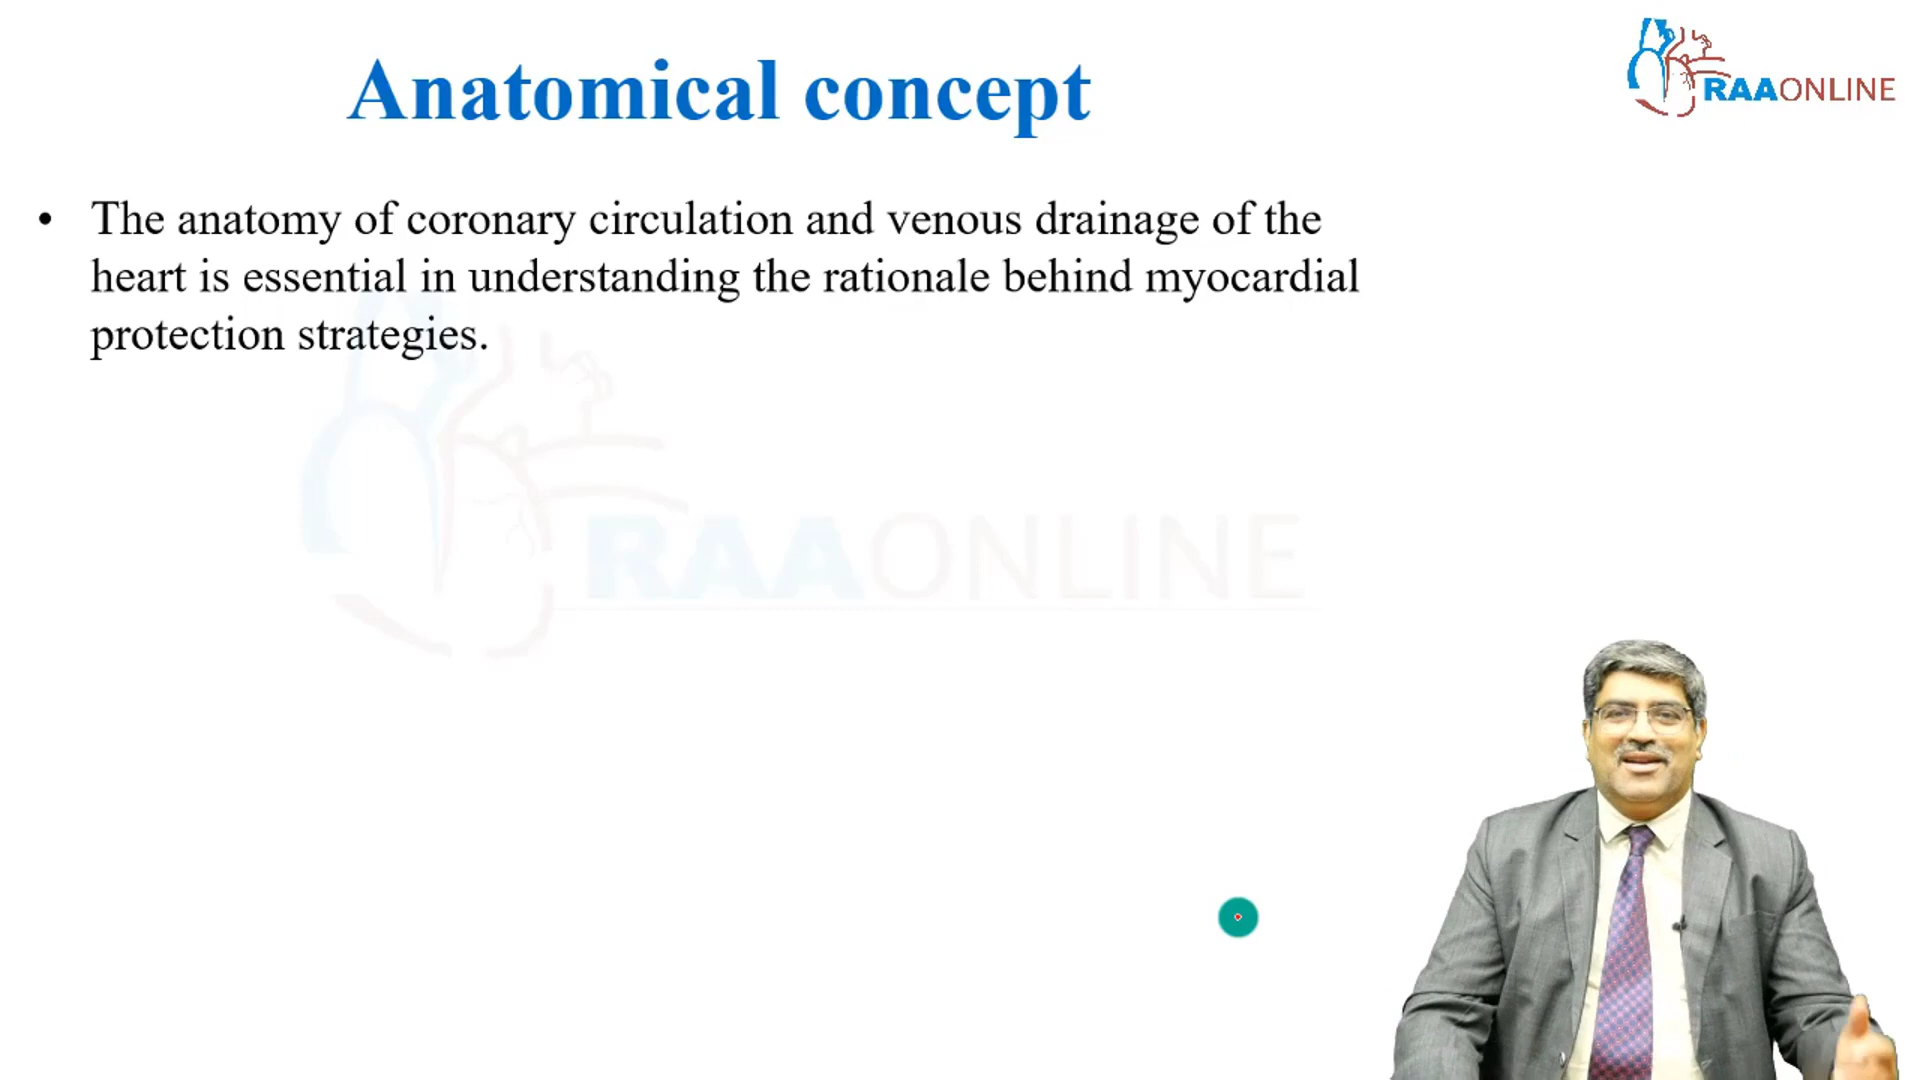 Anatomical concept
RAAONLINE
• The anatomy of coronary circulation and venous drainage of the
heart is essential in understanding the rationale behind myocardial
protection strategies.
RAAONLINE